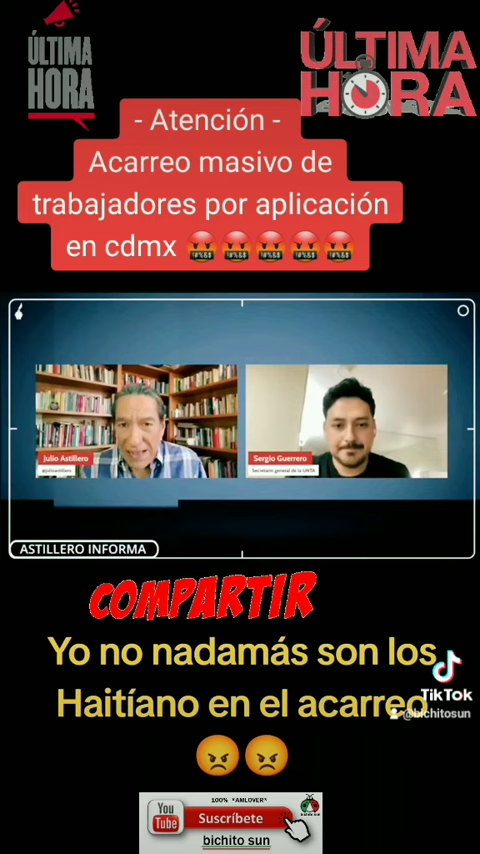 ÚLTIMA
HORA
ÚLTIMA
HORA
- Atención -
Acarreo masivo de
trabajadores por aplicación
en cdmx 🤬🤬🤬🤬🤬
Julio Astillero
@julioastillero
Sergio Guerrero
Secretario general de la UNTA
ASTILLERO INFORMA
COMPARTIR
Yo no nadamás son los
Haitíano en el acarreo
😠😠
TikTok
@bichitosun
100% *AMLOVER*
You
Tube
Suscríbete
bichito sun